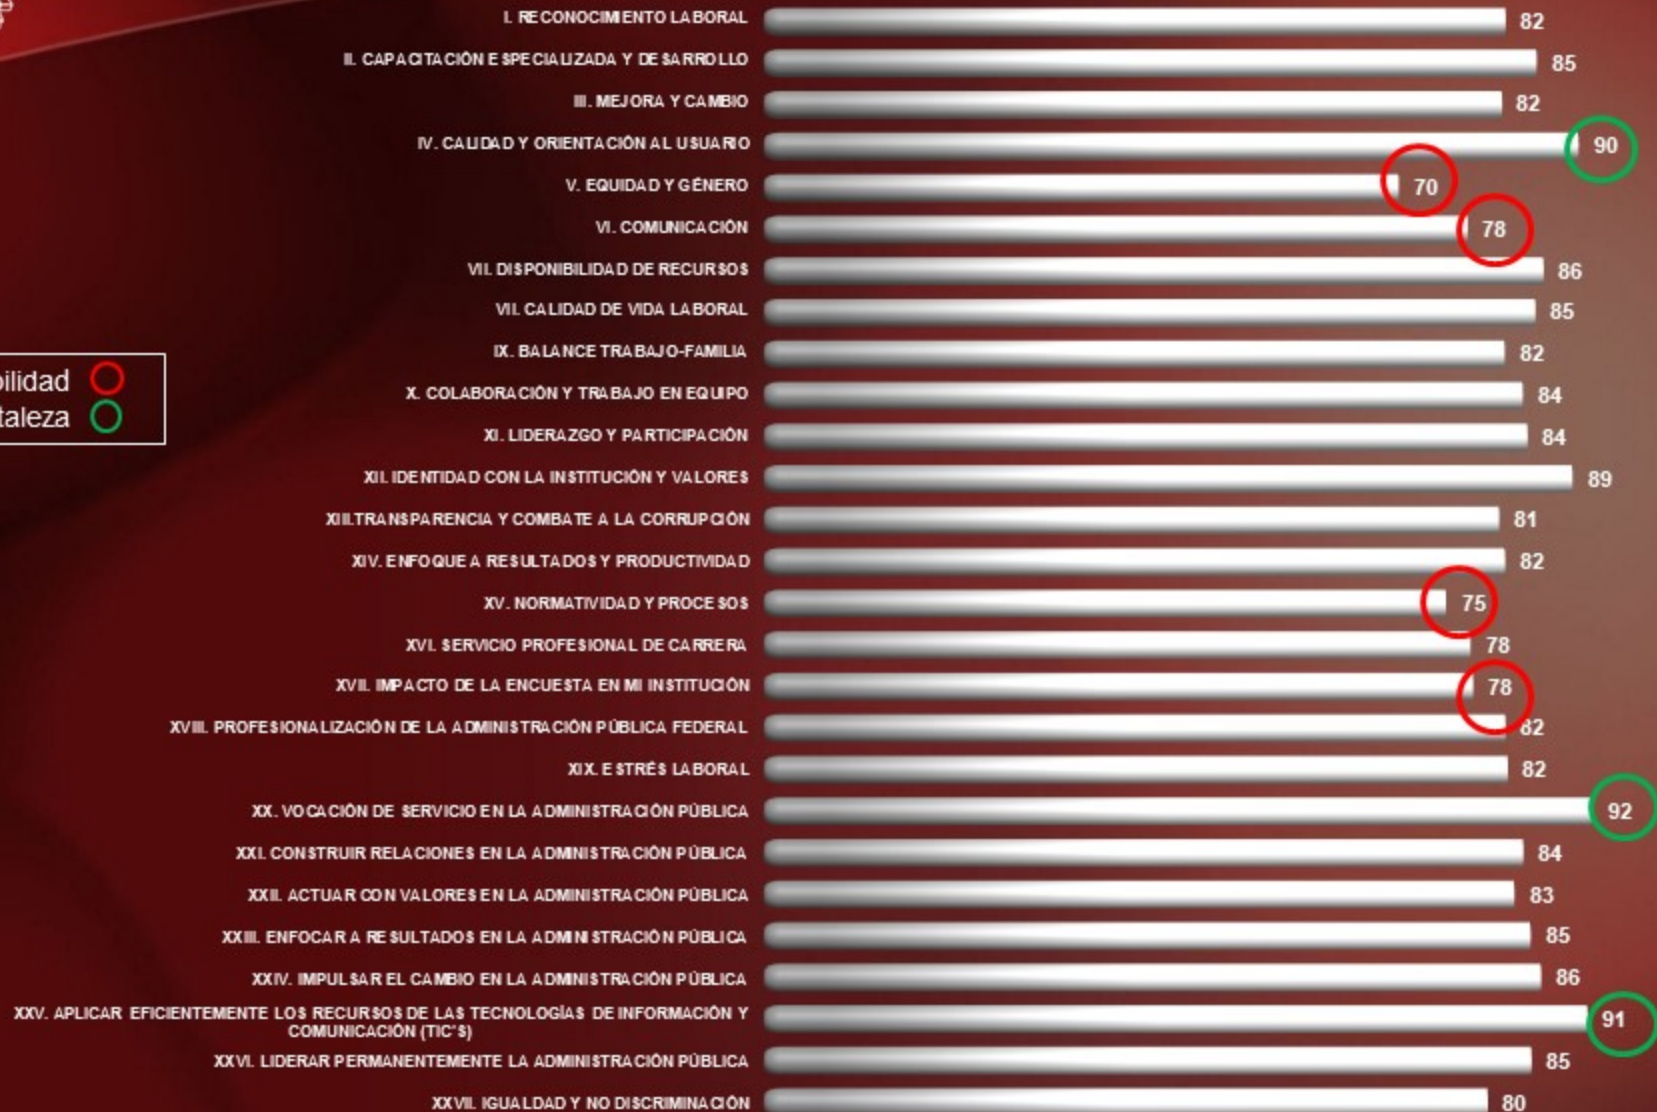 I. RECONOCIMIENTO LABORAL 82
II. CAPACITACIÓN ESPECIALIZADA Y DESARROLLO 85
III. MEJORA Y CAMBIO 82
IV. CALIDAD Y ORIENTACIÓN AL USUARIO 90
V. EQUIDAD Y GÉNERO 70
VI. COMUNICACIÓN 78
VII. DISPONIBILIDAD DE RECURSOS 86
VII. CALIDAD DE VIDA LABORAL 85
IX. BALANCE TRABAJO-FAMILIA 82
bilidad
X. COLABORACIÓN Y TRABAJO EN EQUIPO 84
taleza
XI. LIDERAZGO Y PARTICIPACIÓN 84
XII. IDENTIDAD CON LA INSTITUCIÓN Y VALORES 89
XIII.TRANSPARENCIA Y COMBATE A LA CORRUPCIÓN 81
XIV. ENFOQUE A RESULTADOS Y PRODUCTIVIDAD 82
XV. NORMATIVIDAD Y PROCESOS 75
XVI. SERVICIO PROFESIONAL DE CARRERA 78
XVII. IMPACTO DE LA ENCUESTA EN MI INSTITUCIÓN 78
XVIII. PROFESIONALIZACIÓN DE LA ADMINISTRACIÓN PÚBLICA FEDERAL 82
XIX. ESTRÉS LABORAL 82
XX. VOCACIÓN DE SERVICIO EN LA ADMINISTRACIÓN PÚBLICA 92
XXI. CONSTRUIR RELACIONES EN LA ADMINISTRACIÓN PÚBLICA 84
XXII. ACTUAR CON VALORES EN LA ADMINISTRACIÓN PÚBLICA 83
XXIII. ENFOCAR A RESULTADOS EN LA ADMINISTRACIÓN PÚBLICA 85
XXIV. IMPULSAR EL CAMBIO EN LA ADMINISTRACIÓN PÚBLICA 86
XXV. APLICAR EFICIENTEMENTE LOS RECURSOS DE LAS TECNOLOGÍAS DE INFORMACIÓN Y
COMUNICACIÓN (TIC'S) 91
XXVI. LIDERAR PERMANENTEMENTE LA ADMINISTRACIÓN PÚBLICA 85
XXVII. IGUALDAD Y NO DISCRIMINACIÓN 80